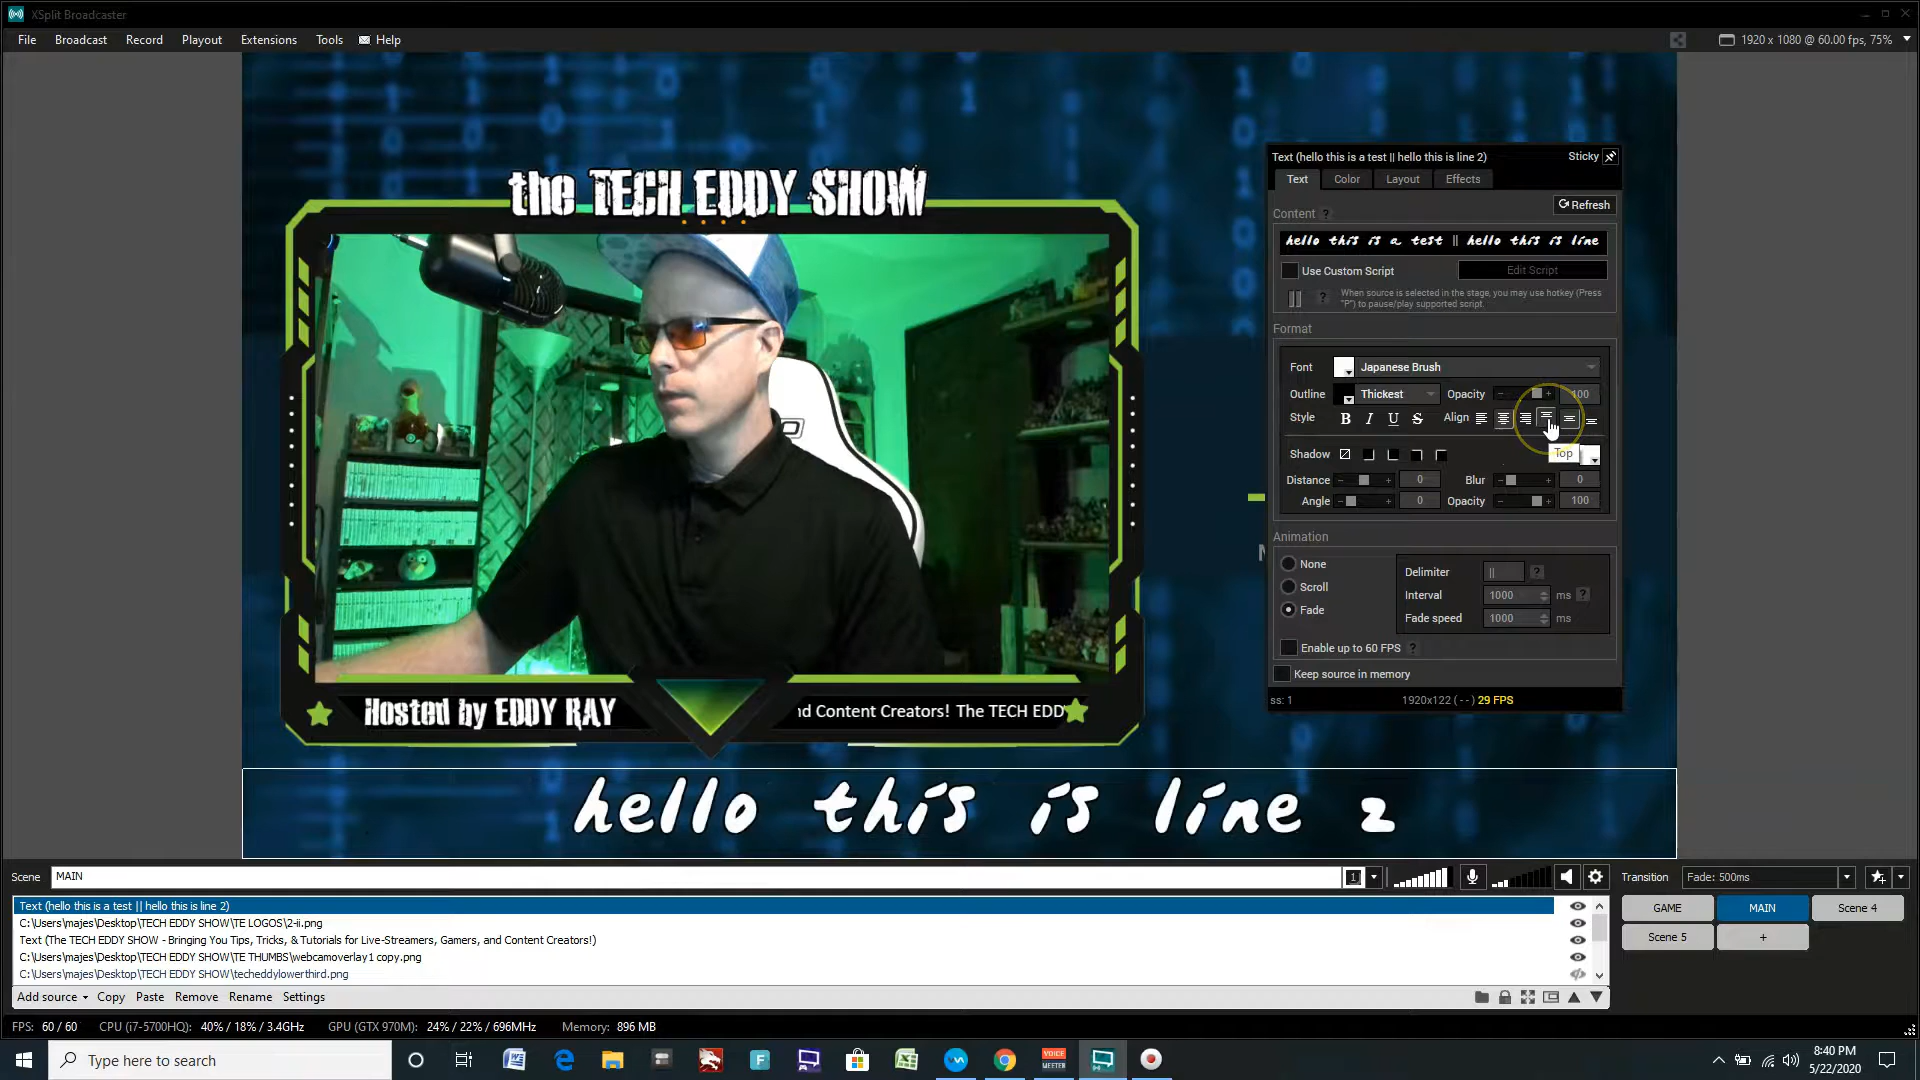 XSplit Broadcaster
File Broadcast Record Playout Extensions Tools Help
1920 x 1080 @ 60.00 fps, 75%
the TECH EDDY SHOW
Hosted by EDDY RAY
d Content Creators! The TECH EDD
hello this is line 2
Text (hello this is a test || hello this is line 2) Sticky
Text Color Layout Effects
Content ? Refresh
hello this is a test || hello this is line
Use Custom Script Edit Script
? When source is selected in the stage, you may use hotkey (Press
"P") to pause/play supported script.
Format
Font Japanese Brush
Outline Thickest Opacity 100
Style B I U S Align
Top
Shadow
Distance 0 Blur 0
Angle 0 Opacity 100
Animation
None
Scroll
Fade
Delimiter || ?
Interval 1000 ms ?
Fade speed 1000 ms
Enable up to 60 FPS ?
Keep source in memory
ss: 1 1920x122 ( -- ) 29 FPS
Scene MAIN 1
Transition Fade: 500ms
Text (hello this is a test || hello this is line 2)
C:\Users\majes\Desktop\TECH EDDY SHOW\TE LOGOS\2-ii.png
Text (The TECH EDDY SHOW - Bringing You Tips, Tricks, & Tutorials for Live-Streamers, Gamers, and Content Creators!)
C:\Users\majes\Desktop\TECH EDDY SHOW\TE THUMBS\webcamoverlay1 copy.png
C:\Users\majes\Desktop\TECH EDDY SHOW\techeddylowerthird.png
GAME MAIN Scene 4
Scene 5 +
Add source Copy Paste Remove Rename Settings
FPS: 60 / 60 CPU (i7-5700HQ): 40% / 18% / 3.4GHz GPU (GTX 970M): 24% / 22% / 696MHz Memory: 896 MB
Type here to search
VOICE
MEETER
8:40 PM
5/22/2020